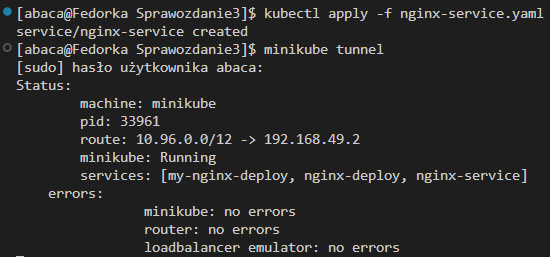 [abaca@Fedorka Sprawozdanie3]$ kubectl apply -f nginx-service.yaml
service/nginx-service created
[abaca@Fedorka Sprawozdanie3]$ minikube tunnel
[sudo] hasło użytkownika abaca:
Status:
machine: minikube
pid: 33961
route: 10.96.0.0/12 -> 192.168.49.2
minikube: Running
services: [my-nginx-deploy, nginx-deploy, nginx-service]
errors:
minikube: no errors
router: no errors
loadbalancer emulator: no errors